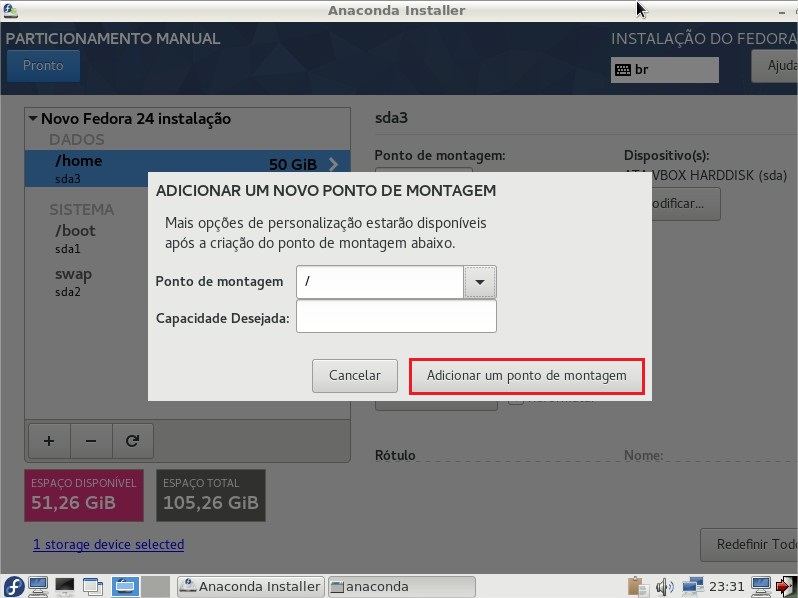 Anaconda Installer
PARTICIONAMENTO MANUAL
INSTALAÇÃO DO FEDORA
Pronto
br
Ajuda
Novo Fedora 24 instalação
DADOS
/home
50 GiB
sda3
SISTEMA
/boot
sda1
swap
sda2
sda3
Ponto de montagem:
Dispositivo(s):
VBOX HARDDISK (sda)
odificar...
ADICIONAR UM NOVO PONTO DE MONTAGEM
Mais opções de personalização estarão disponíveis
após a criação do ponto de montagem abaixo.
Ponto de montagem
/
Capacidade Desejada:
Cancelar
Adicionar um ponto de montagem
+ −
Rótulo
Nome:
ESPAÇO DISPONÍVEL
51,26 GiB
ESPAÇO TOTAL
105,26 GiB
1 storage device selected
Redefinir Todo
Anaconda Installer
anaconda
23:31